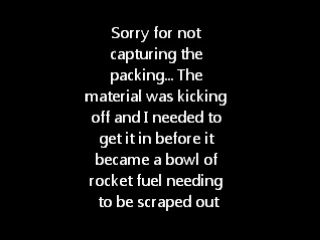 Sorry for not
capturing the
packing... The
material was kicking
off and I needed to
get it in before it
became a bowl of
rocket fuel needing
to be scraped out